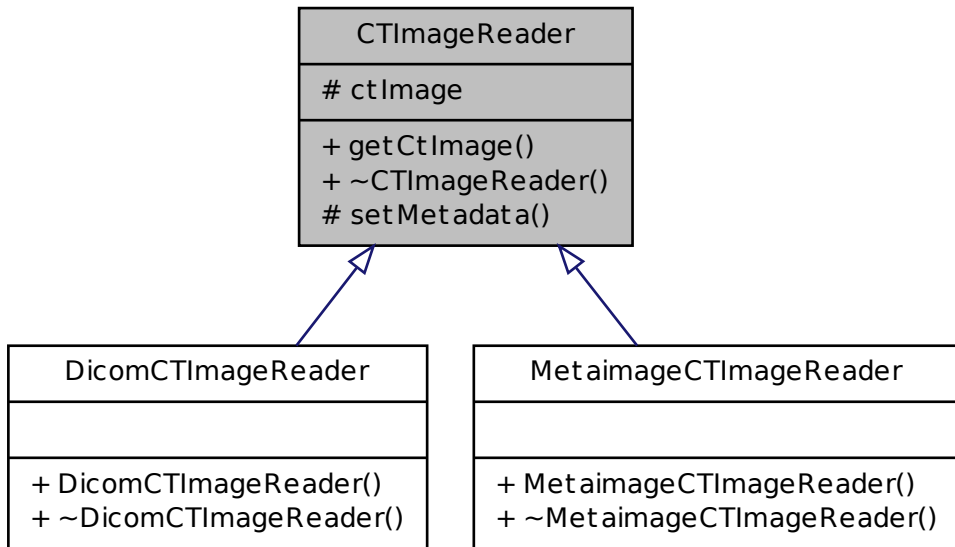 CTImageReader
# ctImage
+ getCtImage()
+ ~CTImageReader()
# setMetadata()
DicomCTImageReader
+ DicomCTImageReader()
+ ~DicomCTImageReader()
MetaimageCTImageReader
+ MetaimageCTImageReader()
+ ~MetaimageCTImageReader()